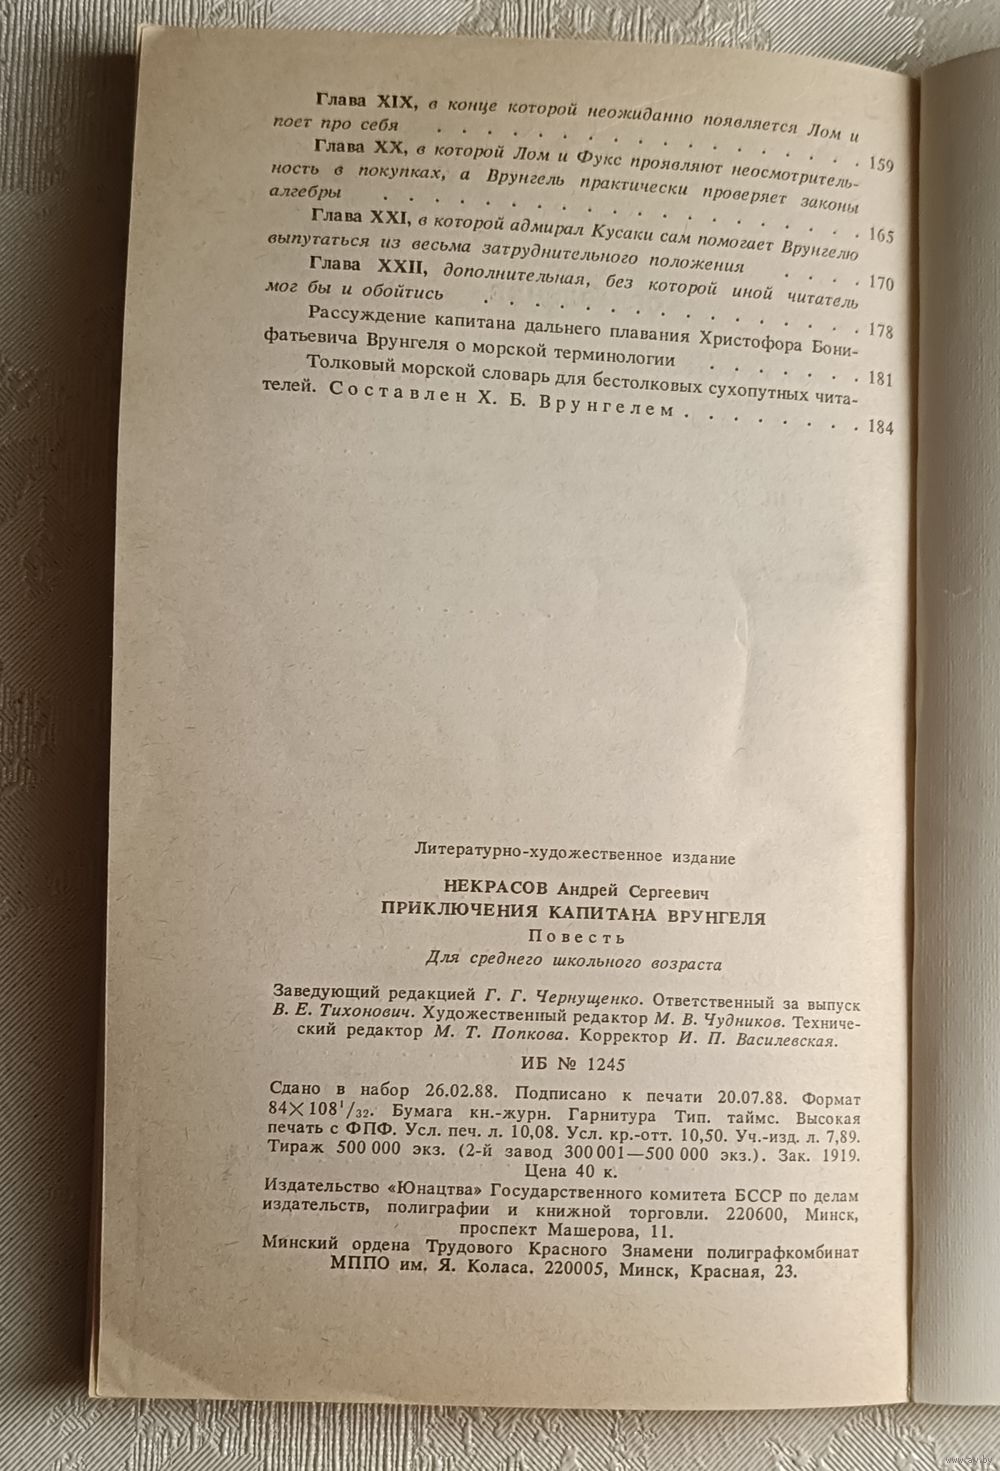 Глава XIX, в конце которой неожиданно появляется Лом и
поет про себя . . . . . . . . . . . . . . 159
Глава XX, в которой Лом и Фукс проявляют неосмотритель-
ность в покупках, а Врунгель практически проверяет законы
алгебры . . . . . . . . . . . . . . . . 165
Глава XXI, в которой адмирал Кусаки сам помогает Врунгелю
выпутаться из весьма затруднительного положения . . . . 170
Глава XXII, дополнительная, без которой иной читатель
мог бы и обойтись . . . . . . . . . . . . . 178
Рассуждение капитана дальнего плавания Христофора Бони-
фатьевича Врунгеля о морской терминологии . . . . . . . 181
Толковый морской словарь для бестолковых сухопутных чита-
телей. Составлен Х. Б. Врунгелем . . . . . . . . 184
Литературно-художественное издание
НЕКРАСОВ Андрей Сергеевич
ПРИКЛЮЧЕНИЯ КАПИТАНА ВРУНГЕЛЯ
Повесть
Для среднего школьного возраста
Заведующий редакцией Г. Г. Чернущенко. Ответственный за выпуск
В. Е. Тихонович. Художественный редактор М. В. Чудников. Техниче-
ский редактор М. Т. Попкова. Корректор И. П. Василевская.
ИБ № 1245
Сдано в набор 26.02.88. Подписано к печати 20.07.88. Формат
84×108¹/₃₂. Бумага кн.-журн. Гарнитура Тип. таймс. Высокая
печать с ФПФ. Усл. печ. л. 10,08. Усл. кр.-отт. 10,50. Уч.-изд. л. 7,89.
Тираж 500 000 экз. (2-й завод 300 001—500 000 экз.). Зак. 1919.
Цена 40 к.
Издательство «Юнацтва» Государственного комитета БССР по делам
издательств, полиграфии и книжной торговли. 220600, Минск,
проспект Машерова, 11.
Минский ордена Трудового Красного Знамени полиграфкомбинат
МППО им. Я. Коласа. 220005, Минск, Красная, 23.
www.ay.by